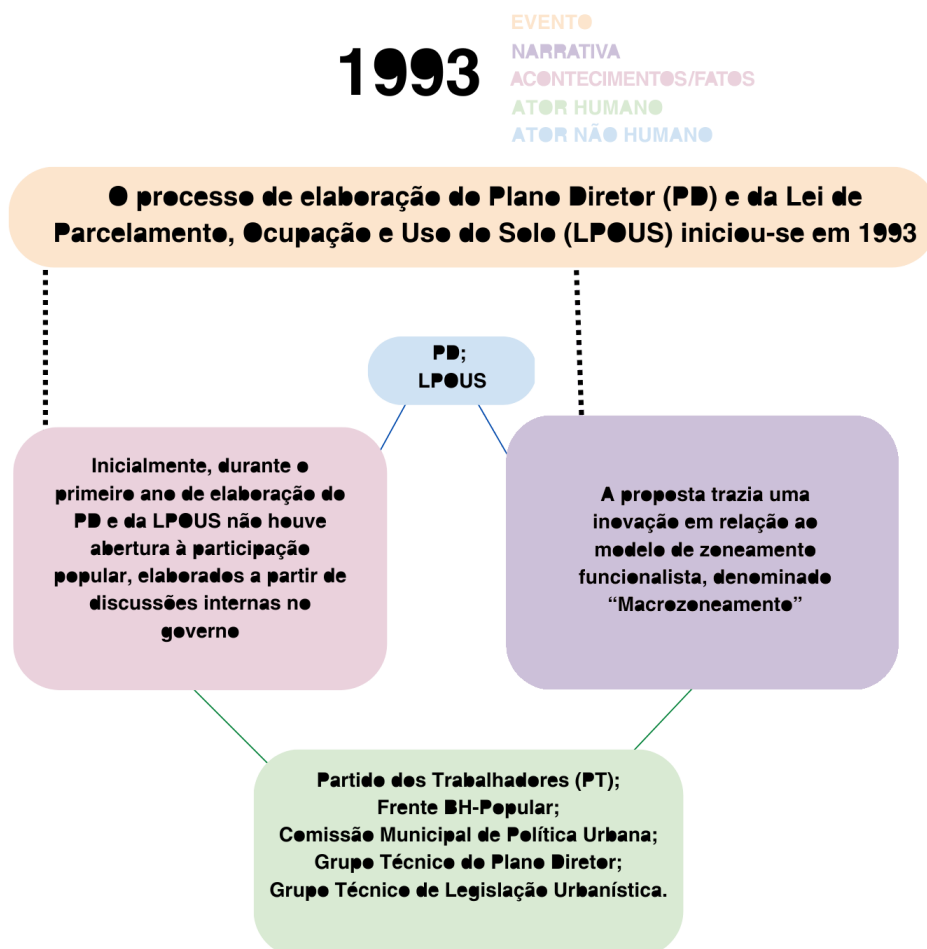 1993
EVENTO
NARRATIVA
ACONTECIMENTOS/FATOS
ATOR HUMANO
ATOR NÃO HUMANO
O processo de elaboração do Plano Diretor (PD) e da Lei de
Parcelamento, Ocupação e Uso do Solo (LPOUS) iniciou-se em 1993
PD;
LPOUS
Inicialmente, durante o
primeiro ano de elaboração do
PD e da LPOUS não houve
abertura à participação
popular, elaborados a partir de
discussões internas no
governo
A proposta trazia uma
inovação em relação ao
modelo de zoneamento
funcionalista, denominado
“Macrozoneamento”
Partido dos Trabalhadores (PT);
Frente BH-Popular;
Comissão Municipal de Política Urbana;
Grupo Técnico do Plano Diretor;
Grupo Técnico de Legislação Urbanística.